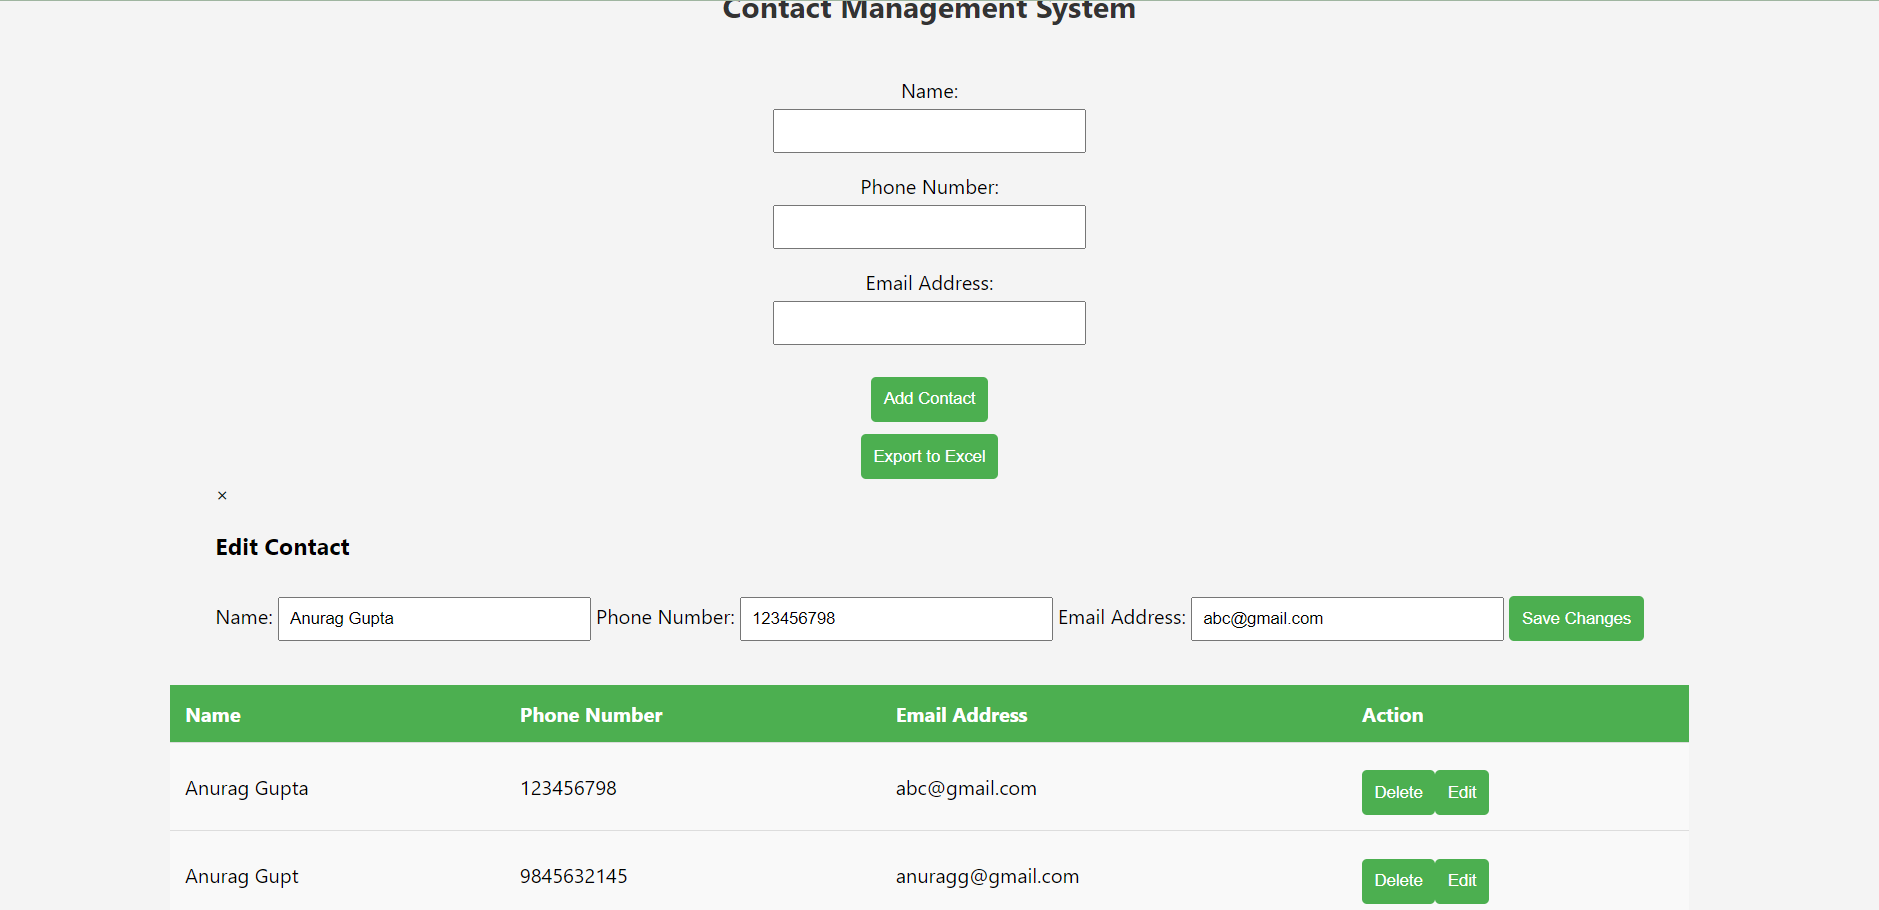 Contact Management System
Name:
Phone Number:
Email Address:
Add Contact
Export to Excel
×
Edit Contact
Name: Anurag Gupta Phone Number: 123456798 Email Address: abc@gmail.com Save Changes
Name Phone Number Email Address Action
Anurag Gupta 123456798 abc@gmail.com Delete Edit
Anurag Gupt 9845632145 anuragg@gmail.com Delete Edit